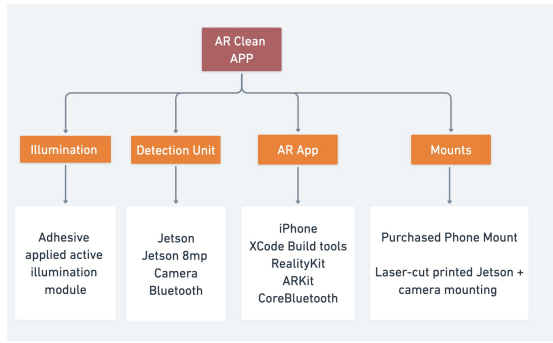 AR Clean
APP
Illumination
Detection Unit
AR App
Mounts
Adhesive
applied active
illumination
module
Jetson
Jetson 8mp
Camera
Bluetooth
iPhone
XCode Build tools
RealityKit
ARKit
CoreBluetooth
Purchased Phone Mount
Laser-cut printed Jetson +
camera mounting